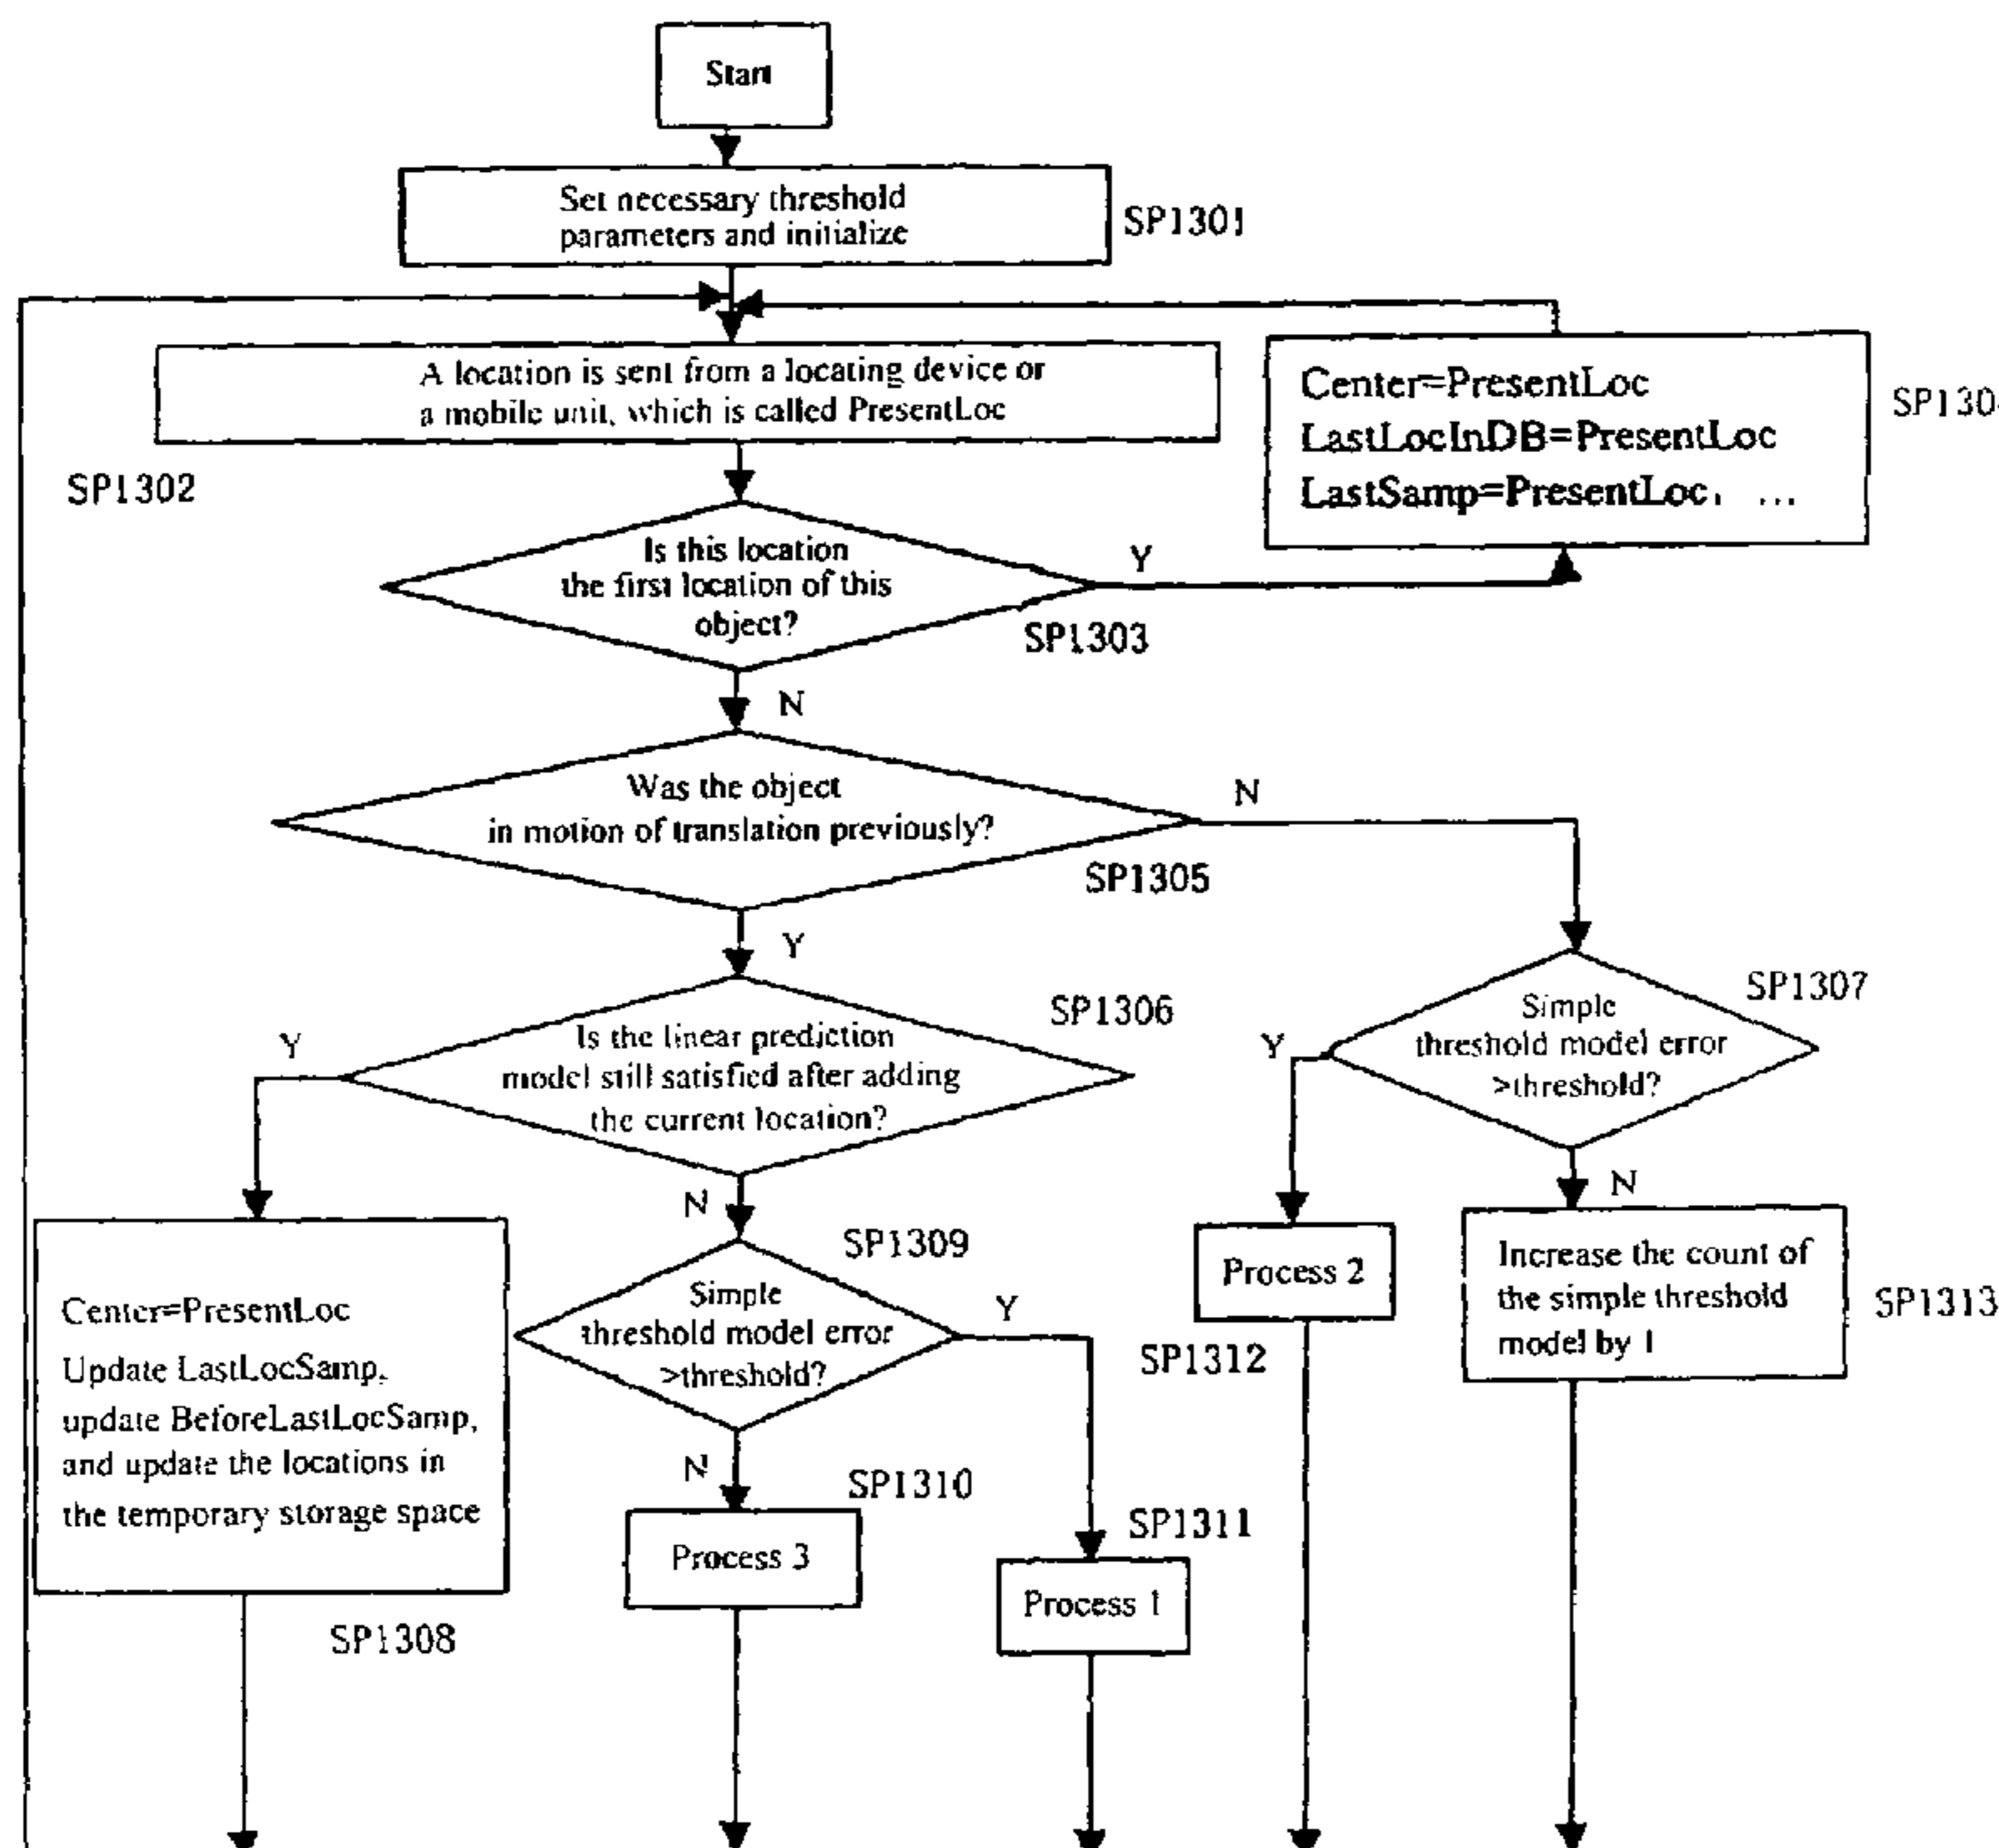 Start
Set necessary threshold
parameters and initialize
SP1301
A location is sent from a locating device or
a mobile unit, which is called PresentLoc
SP1302
Center=PresentLoc
LastLocInDB=PresentLoc
LastSamp=PresentLoc, ...
SP130
Is this location
the first location of this
object?
Y
SP1303
N
Was the object
in motion of translation previously?
N
SP1305
Y
Is the linear prediction
model still satisfied after adding
the current location?
SP1306
Y
N
Simple
threshold model error
>threshold?
SP1307
Y
N
Center=PresentLoc
Update LastLocSamp,
update BeforeLastLocSamp,
and update the locations in
the temporary storage space
SP1308
Simple
threshold model error
>threshold?
SP1309
Y
N
Process 3
SP1310
Process 1
SP1311
Process 2
SP1312
Increase the count of
the simple threshold
model by 1
SP1313